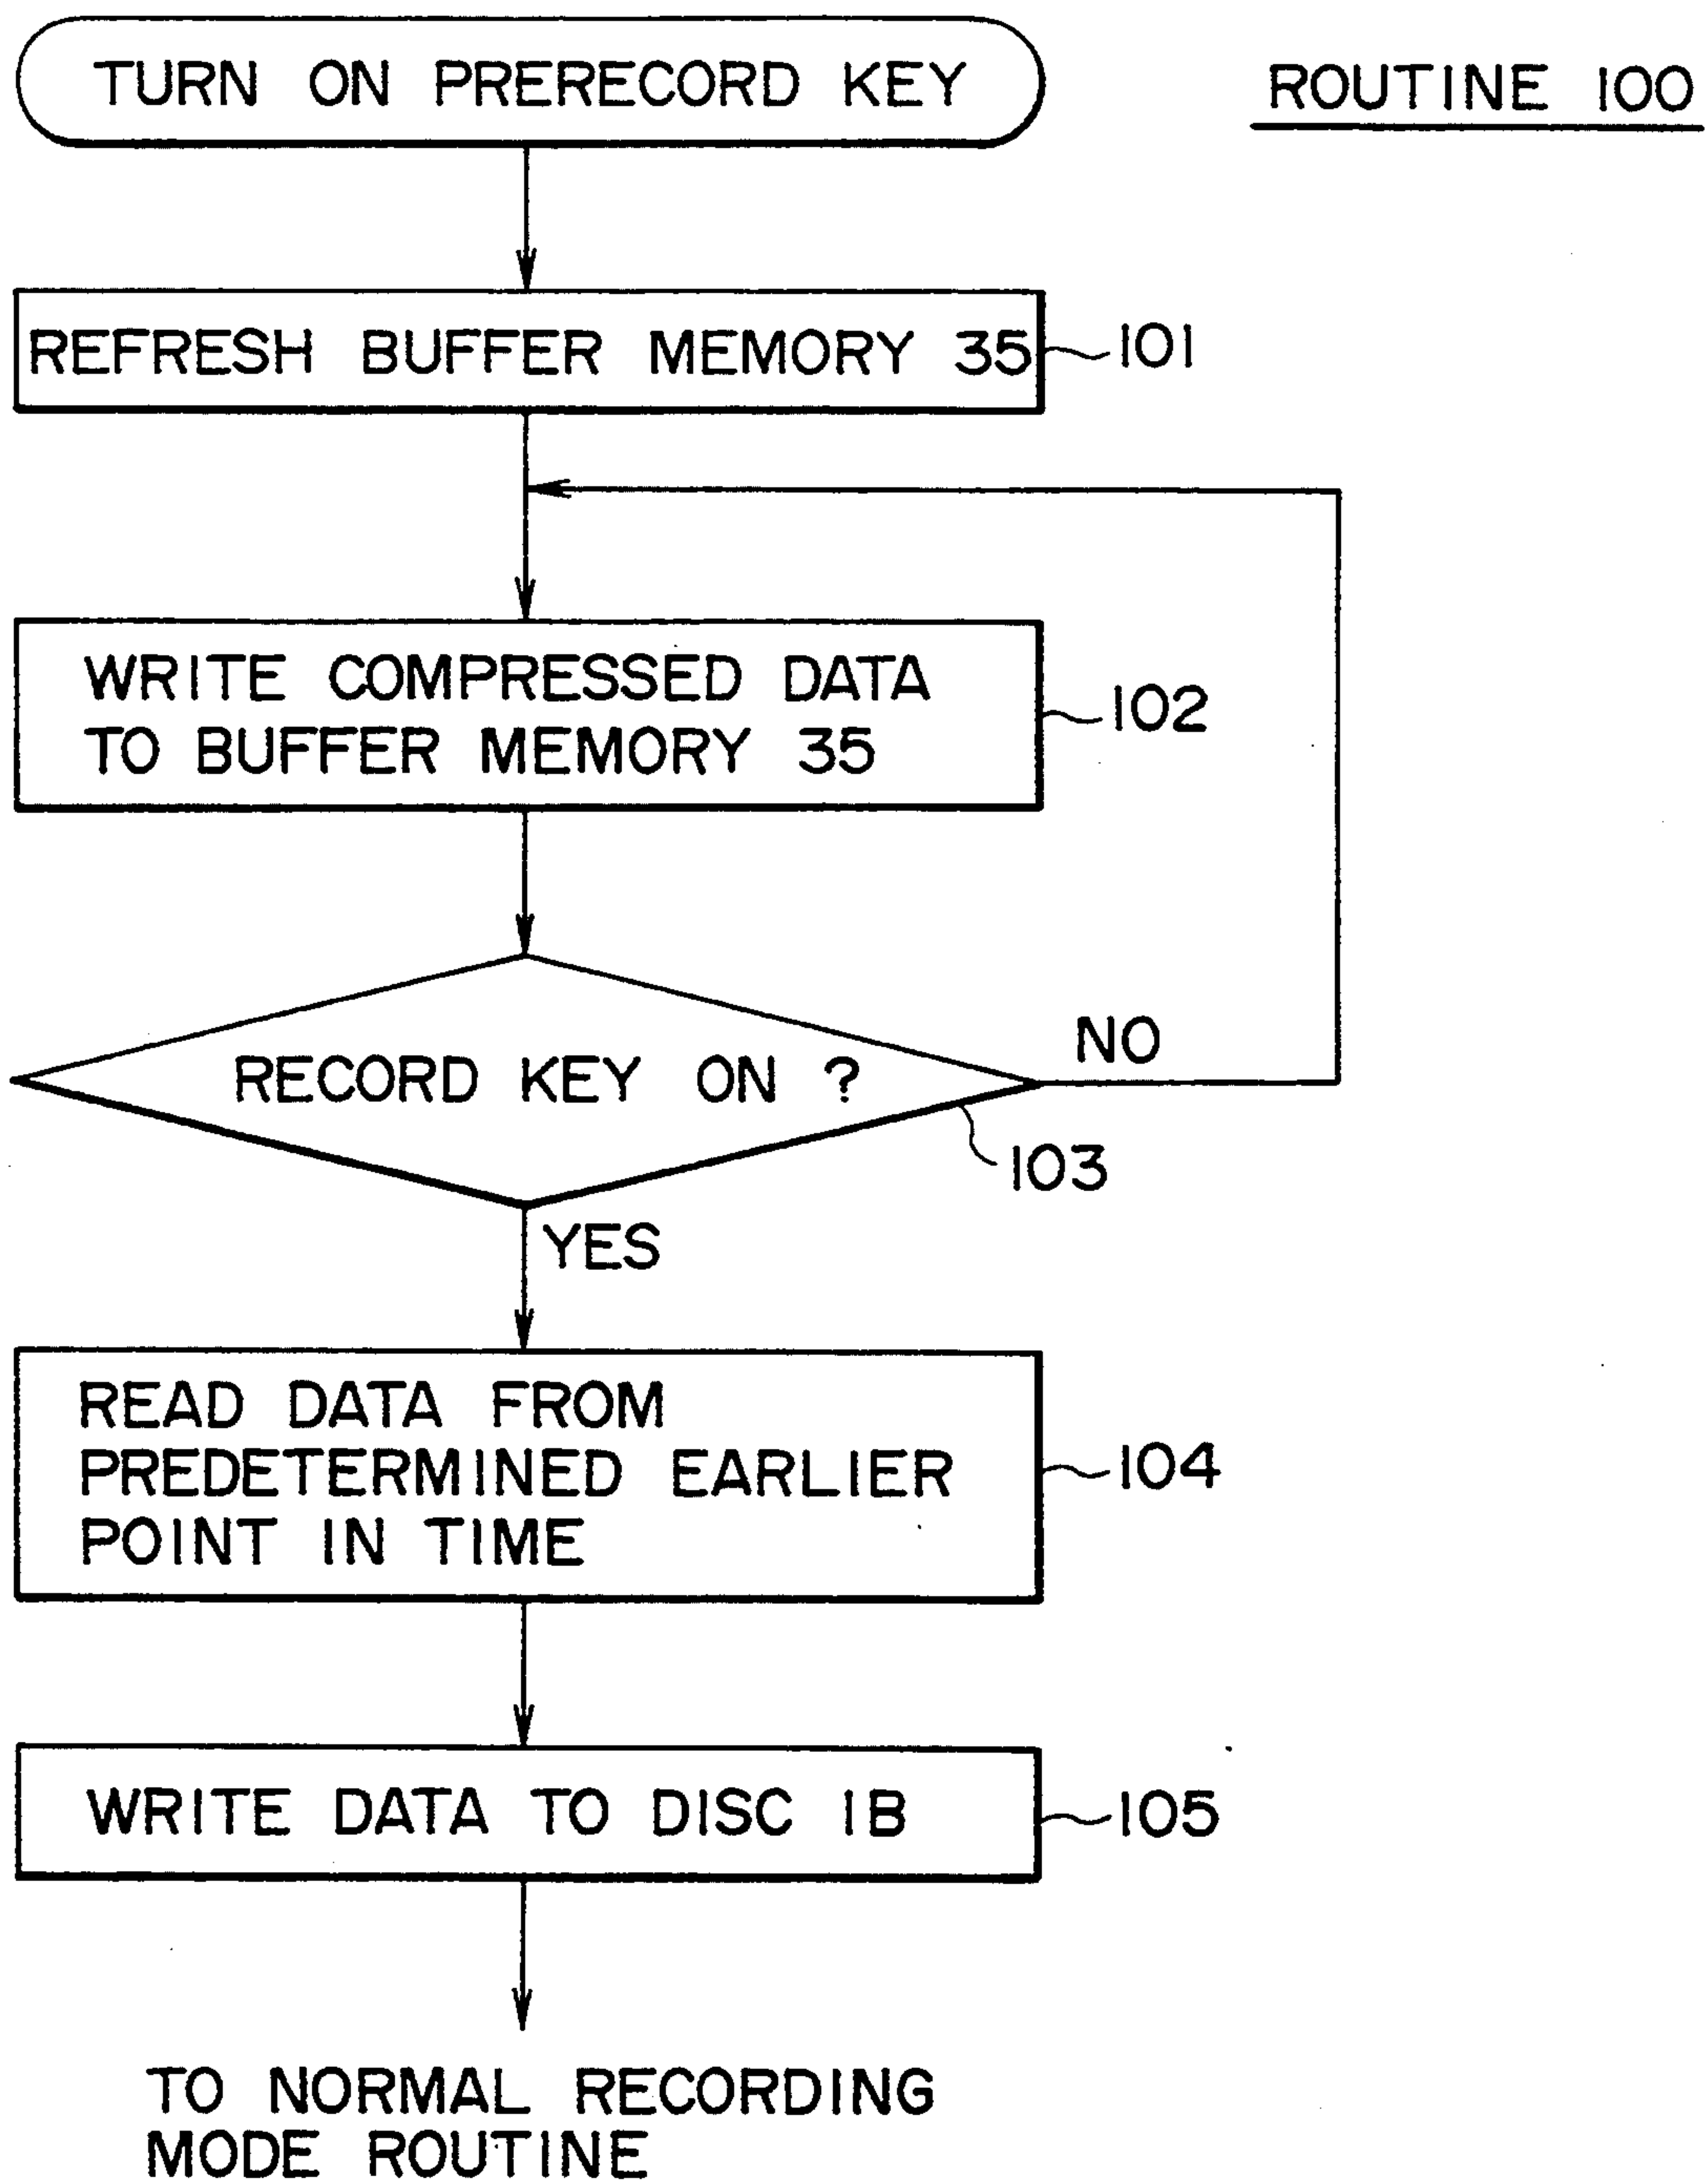 TURN ON PRERECORD KEY
ROUTINE 100
REFRESH BUFFER MEMORY 35
101
WRITE COMPRESSED DATA
TO BUFFER MEMORY 35
102
NO
RECORD KEY ON ?
103
YES
READ DATA FROM
PREDETERMINED EARLIER
POINT IN TIME
104
WRITE DATA TO DISC 1B
105
TO NORMAL RECORDING
MODE ROUTINE